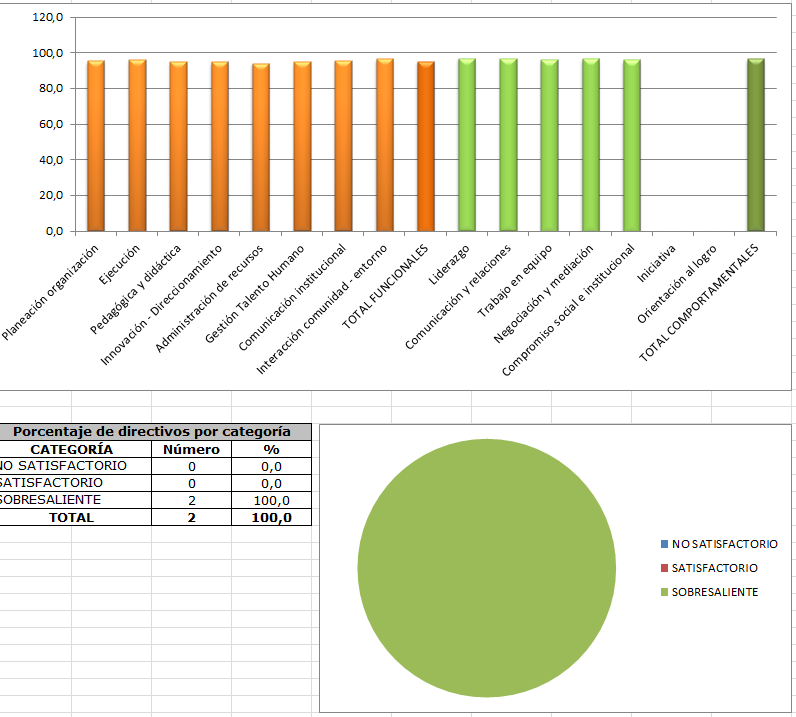 120,0
100,0
80,0
60,0
40,0
20,0
0,0
Planeación organización
Ejecución
Pedagógica y didáctica
Innovación - Direccionamiento
Administración de recursos
Gestión Talento Humano
Comunicación institucional
Interacción comunidad - entorno
TOTAL FUNCIONALES
Liderazgo
Comunicación y relaciones
Trabajo en equipo
Negociación y mediación
Compromiso social e institucional
Iniciativa
Orientación al logro
TOTAL COMPORTAMENTALES
Porcentaje de directivos por categoría
CATEGORÍA Número %
NO SATISFACTORIO 0 0,0
SATISFACTORIO 0 0,0
SOBRESALIENTE 2 100,0
TOTAL 2 100,0
NO SATISFACTORIO
SATISFACTORIO
SOBRESALIENTE